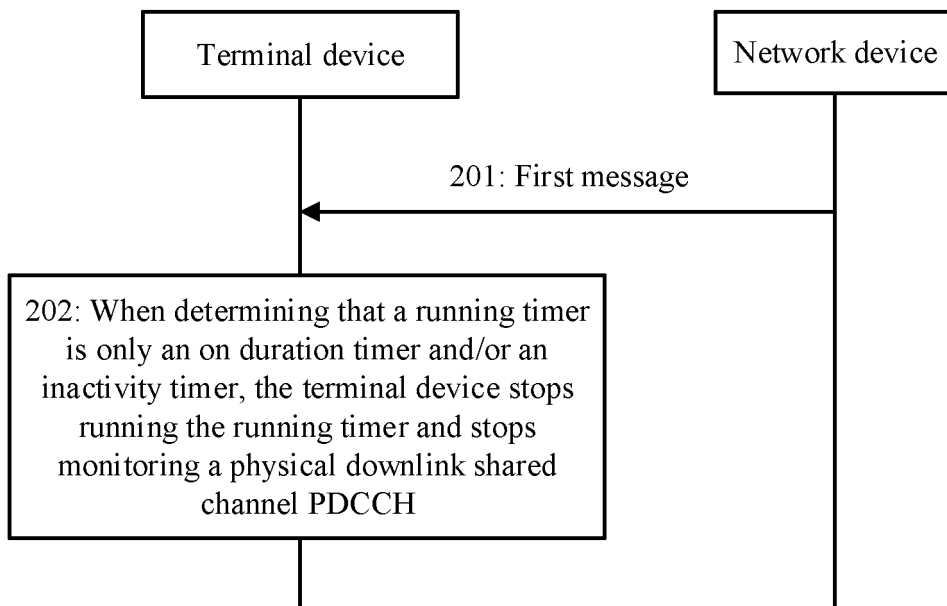 Terminal device
Network device
201: First message
202: When determining that a running timer
is only an on duration timer and/or an
inactivity timer, the terminal device stops
running the running timer and stops
monitoring a physical downlink shared
channel PDCCH